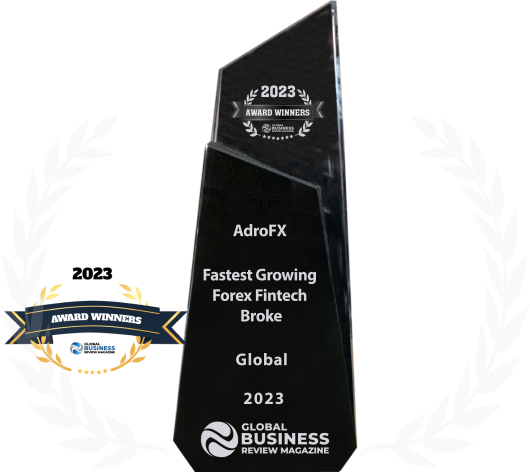 2023
AWARD WINNERS
GLOBAL
BUSINESS
REVIEW MAGAZINE
AdroFX
Fastest Growing
Forex Fintech
Broke
Global
2023
GLOBAL
BUSINESS
REVIEW MAGAZINE
2023
AWARD WINNERS
GLOBAL
BUSINESS
REVIEW MAGAZINE